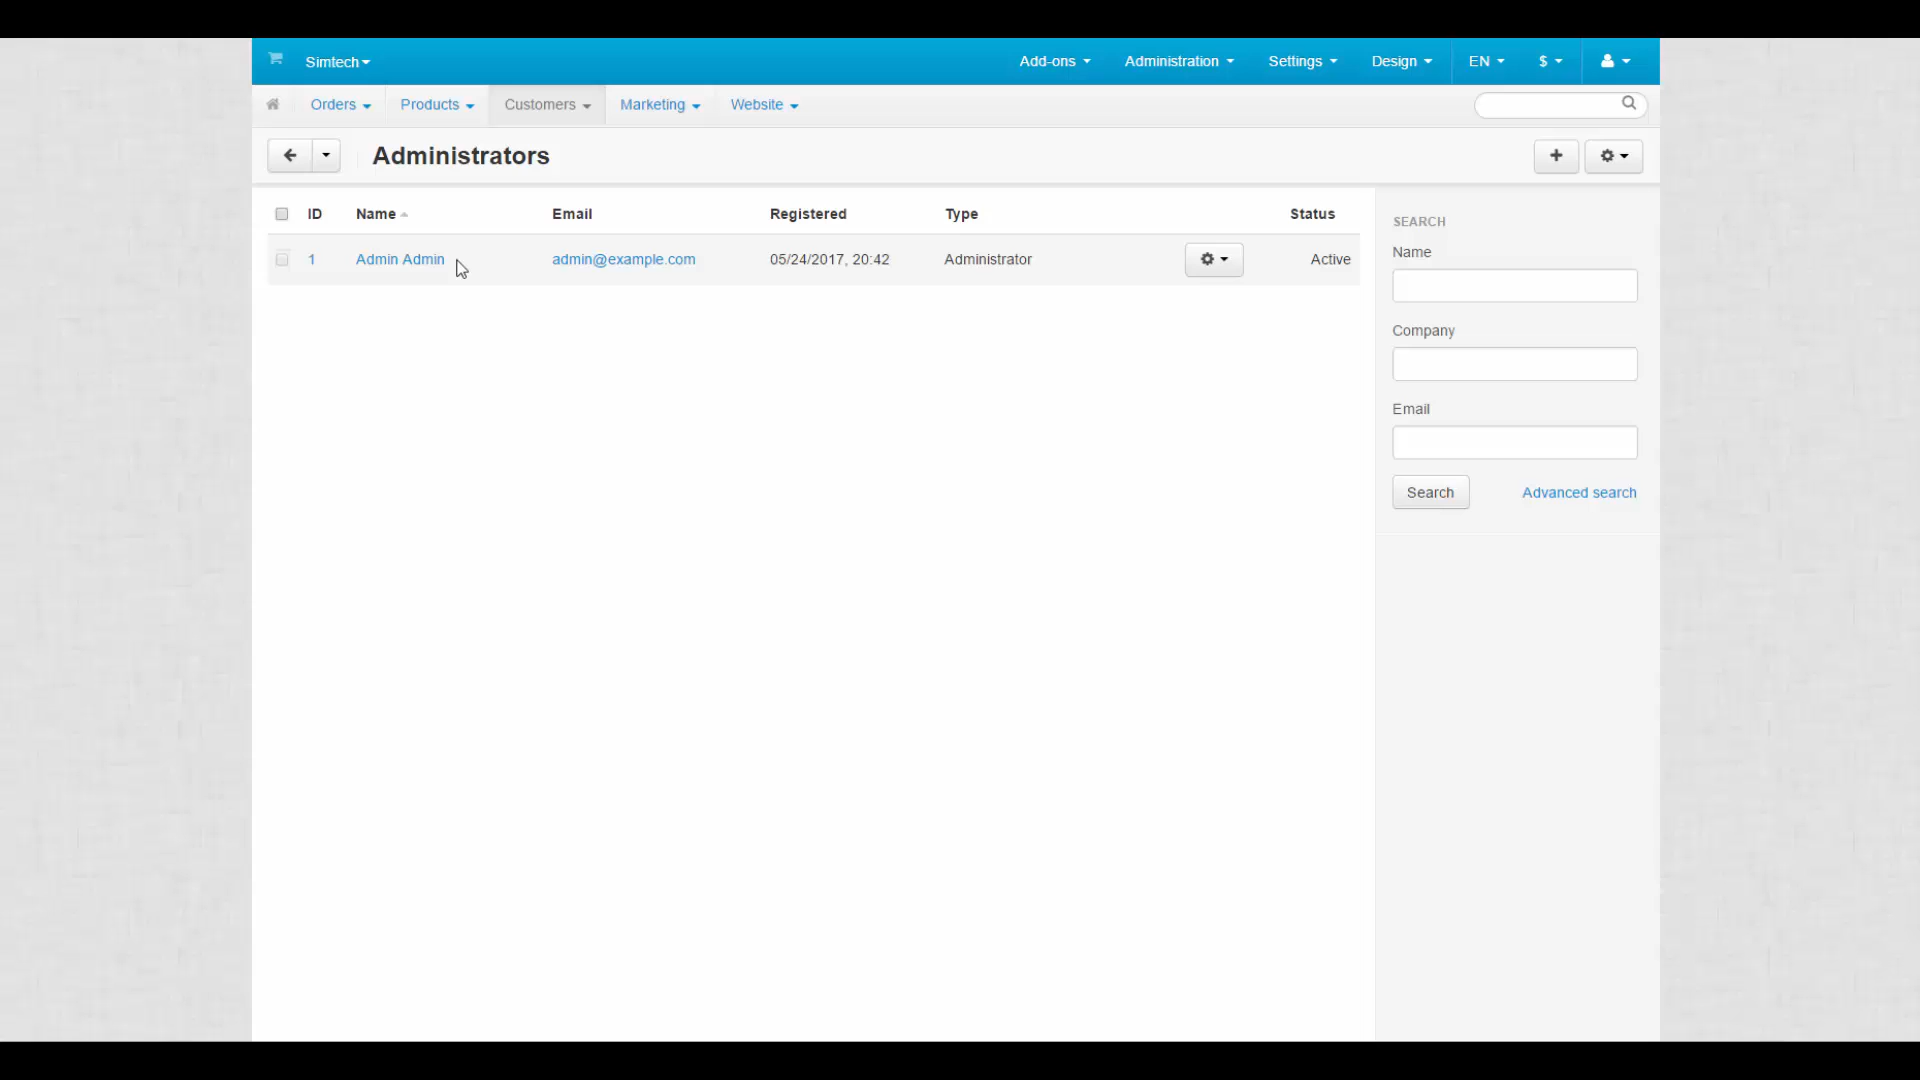 Simtech Add-ons Administration Settings Design EN $
Orders Products Customers Marketing Website
Administrators
ID Name Email Registered Type Status
1 Admin Admin admin@example.com 05/24/2017, 20:42 Administrator Active
SEARCH
Name
Company
Email
Search Advanced search